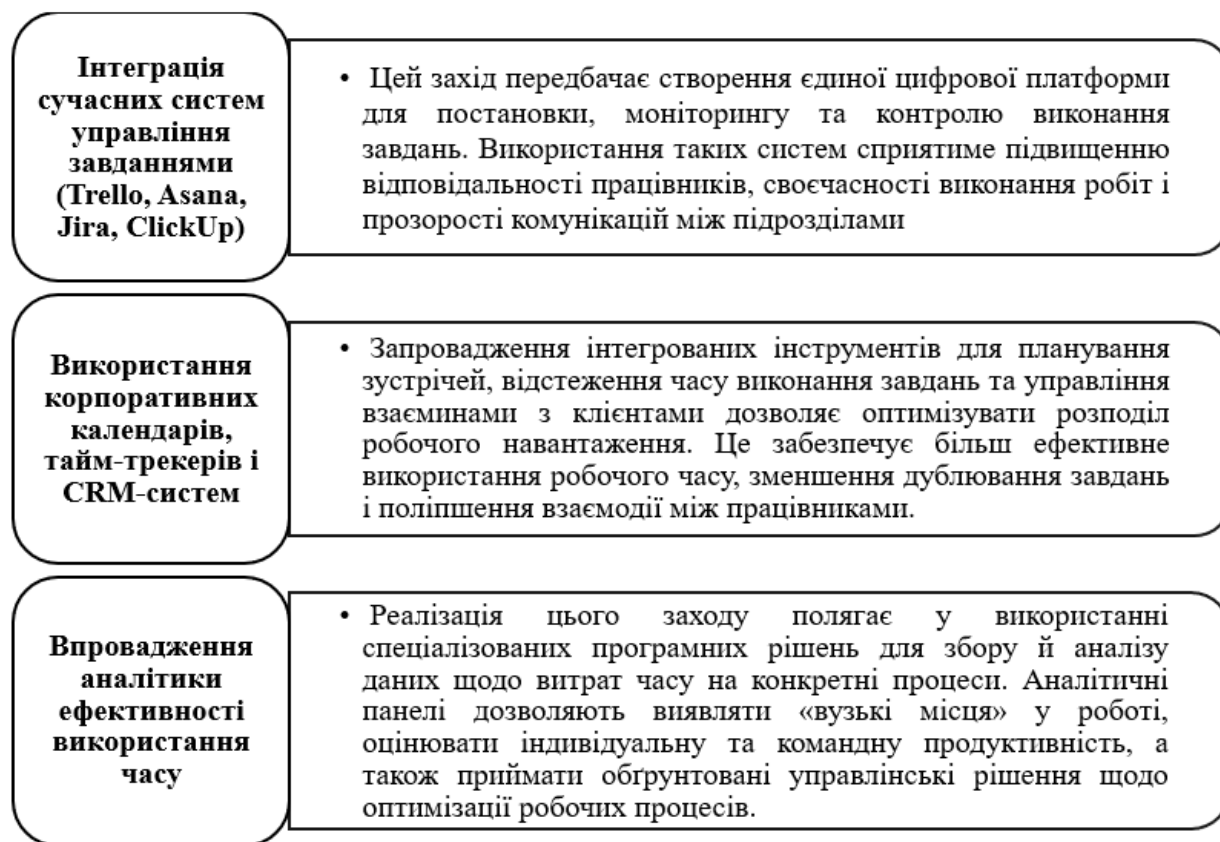 Інтеграція
сучасних систем
управління
завданнями
(Trello, Asana,
Jira, ClickUp)
• Цей захід передбачає створення єдиної цифрової платформи
для постановки, моніторингу та контролю виконання
завдань. Використання таких систем сприятиме підвищенню
відповідальності працівників, своєчасності виконання робіт і
прозорості комунікацій між підрозділами
Використання
корпоративних
календарів,
тайм-трекерів і
CRM-систем
• Запровадження інтегрованих інструментів для планування
зустрічей, відстеження часу виконання завдань та управління
взаєминами з клієнтами дозволяє оптимізувати розподіл
робочого навантаження. Це забезпечує більш ефективне
використання робочого часу, зменшення дублювання завдань
і поліпшення взаємодії між працівниками.
Впровадження
аналітики
ефективності
використання
часу
• Реалізація цього заходу полягає у використанні
спеціалізованих програмних рішень для збору й аналізу
даних щодо витрат часу на конкретні процеси. Аналітичні
панелі дозволяють виявляти «вузькі місця» у роботі,
оцінювати індивідуальну та командну продуктивність, а
також приймати обґрунтовані управлінські рішення щодо
оптимізації робочих процесів.